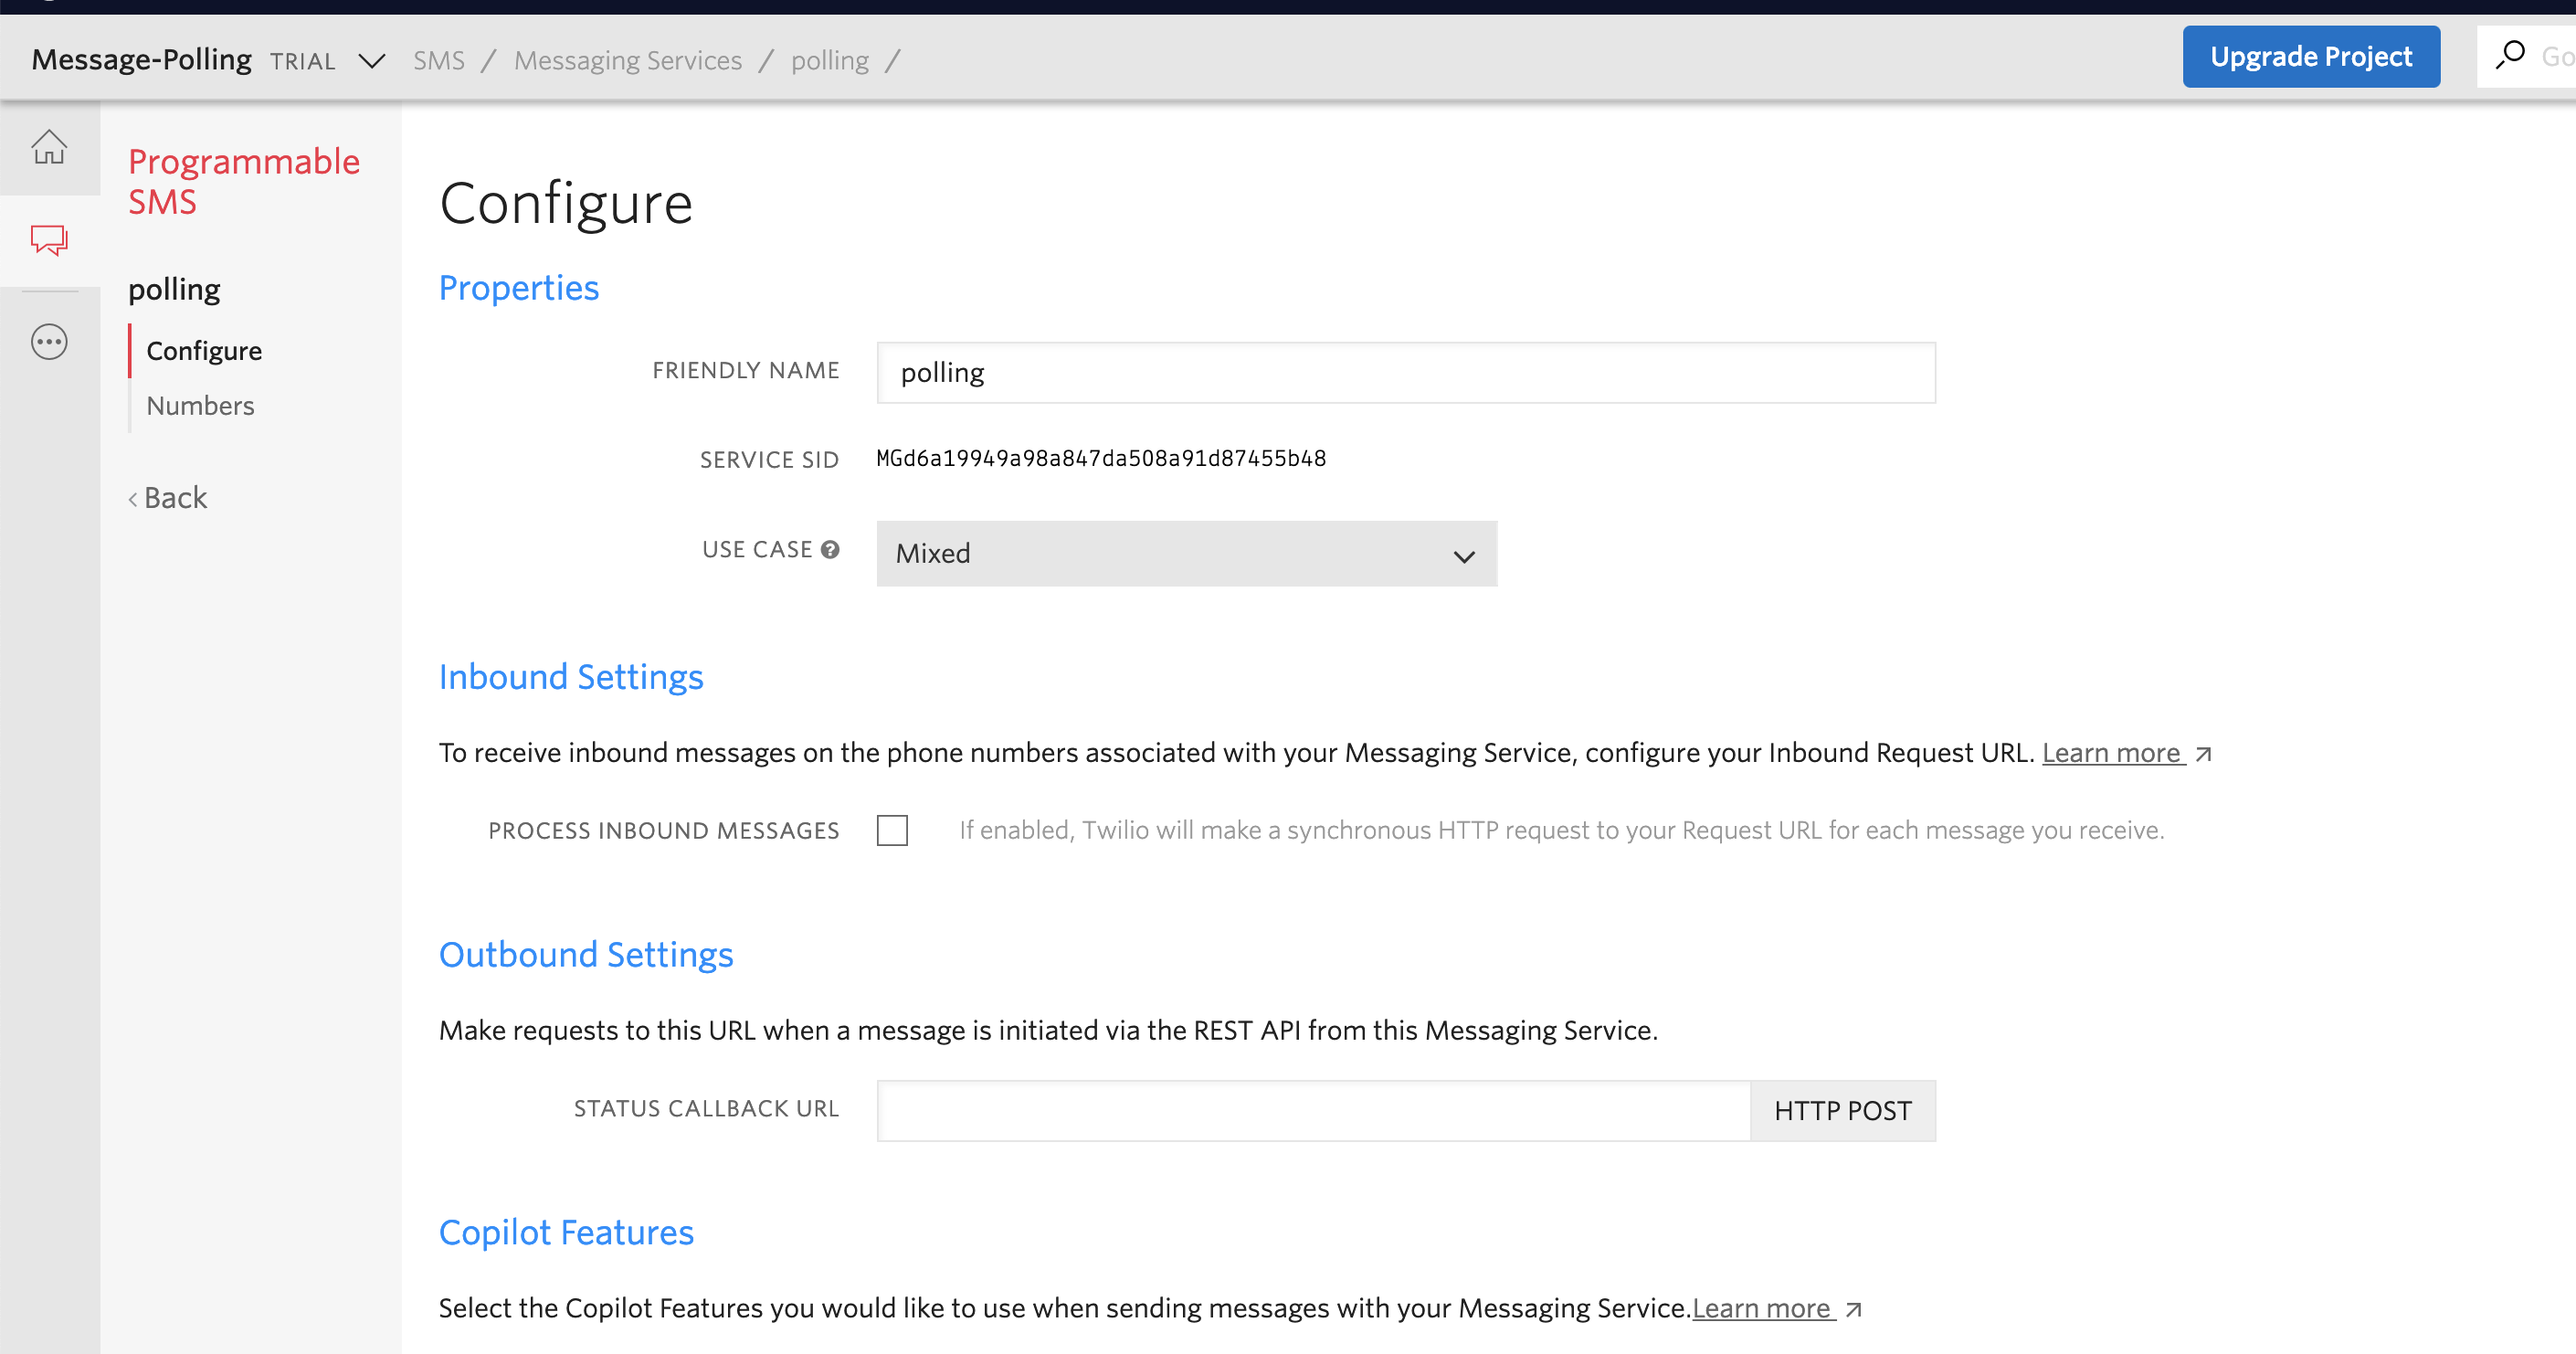 Message-Polling TRIAL SMS / Messaging Services / polling /
Upgrade Project
Go
Programmable
SMS
polling
Configure
Numbers
‹ Back
Configure
Properties
FRIENDLY NAME polling
SERVICE SID MGd6a19949a98a847da508a91d87455b48
USE CASE ? Mixed
Inbound Settings
To receive inbound messages on the phone numbers associated with your Messaging Service, configure your Inbound Request URL. Learn more
PROCESS INBOUND MESSAGES If enabled, Twilio will make a synchronous HTTP request to your Request URL for each message you receive.
Outbound Settings
Make requests to this URL when a message is initiated via the REST API from this Messaging Service.
STATUS CALLBACK URL HTTP POST
Copilot Features
Select the Copilot Features you would like to use when sending messages with your Messaging Service.Learn more